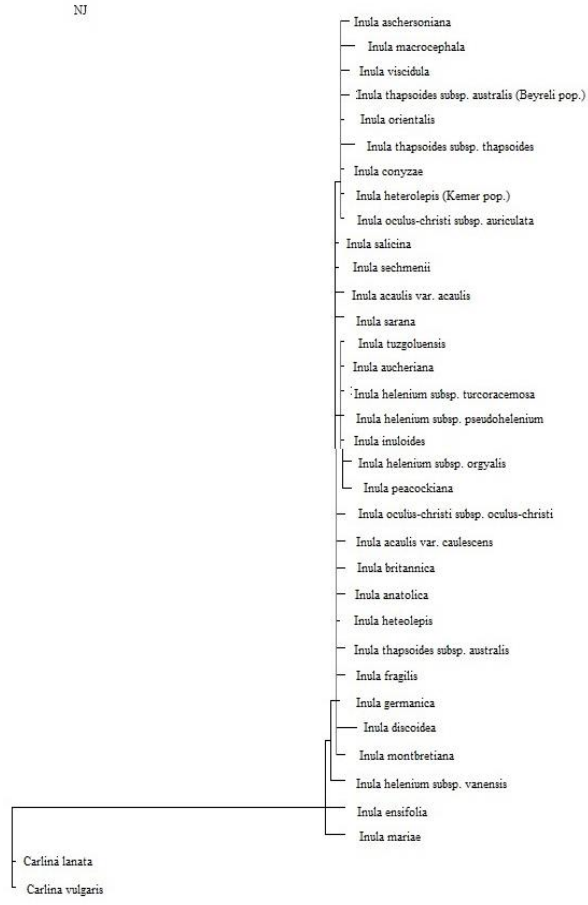 NJ
Inula aschersoniana
Inula macrocephala
Inula viscidula
Inula thapsoides subsp. australis (Beyreli pop.)
Inula orientalis
Inula thapsoides subsp. thapsoides
Inula conyzae
Inula heterolepis (Kemer pop.)
Inula oculus-christi subsp. auriculata
Inula salicina
Inula sechmenii
Inula acaulis var. acaulis
Inula sarana
Inula tuzgoluensis
Inula aucheriana
Inula helenium subsp. turcoracemosa
Inula helenium subsp. pseudohelenium
Inula inuloides
Inula helenium subsp. orgyalis
Inula peacockiana
Inula oculus-christi subsp. oculus-christi
Inula acaulis var. caulescens
Inula britannica
Inula anatolica
Inula heteolepis
Inula thapsoides subsp. australis
Inula fragilis
Inula germanica
Inula discoidea
Inula montbretiana
Inula helenium subsp. vanensis
Inula ensifolia
Inula mariae
Carlina lanata
Carlina vulgaris